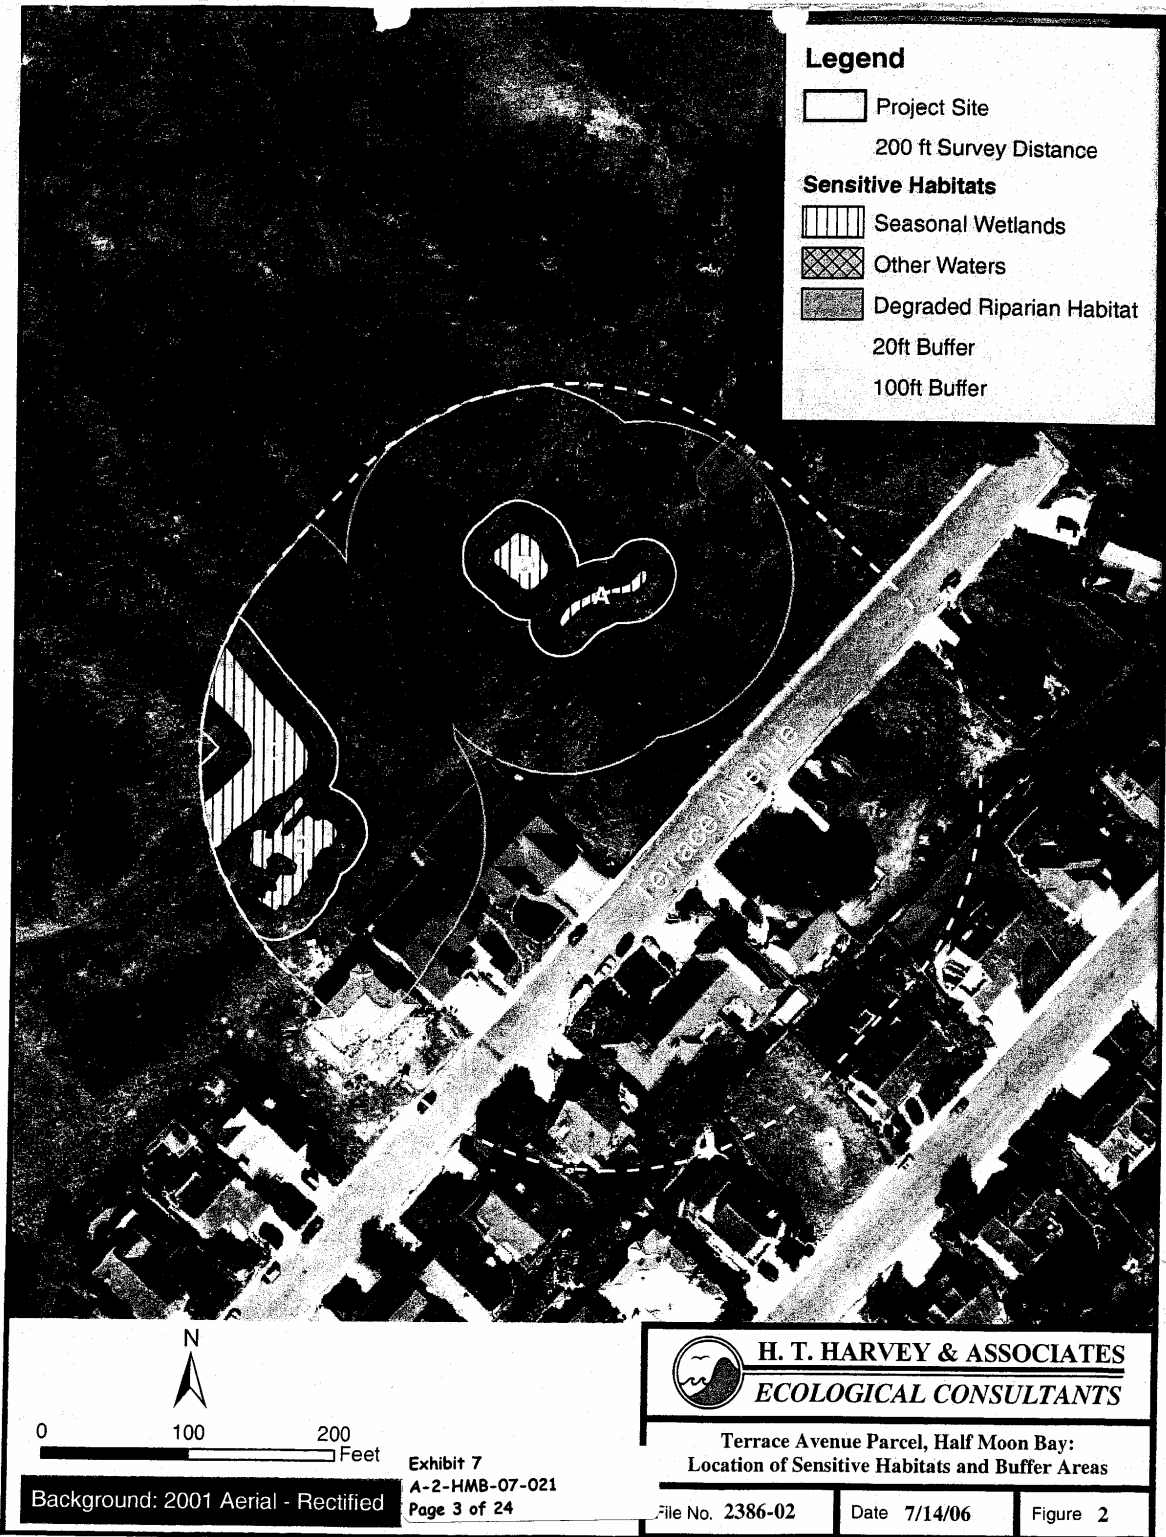 Legend
Project Site
200 ft Survey Distance
Sensitive Habitats
Seasonal Wetlands
Other Waters
Degraded Riparian Habitat
20ft Buffer
100ft Buffer
A
Terrace Avenue
N
0 100 200
Feet
Background: 2001 Aerial - Rectified
Exhibit 7
A-2-HMB-07-021
Page 3 of 24
H. T. HARVEY & ASSOCIATES
ECOLOGICAL CONSULTANTS
Terrace Avenue Parcel, Half Moon Bay:
Location of Sensitive Habitats and Buffer Areas
File No. 2386-02 Date 7/14/06 Figure 2